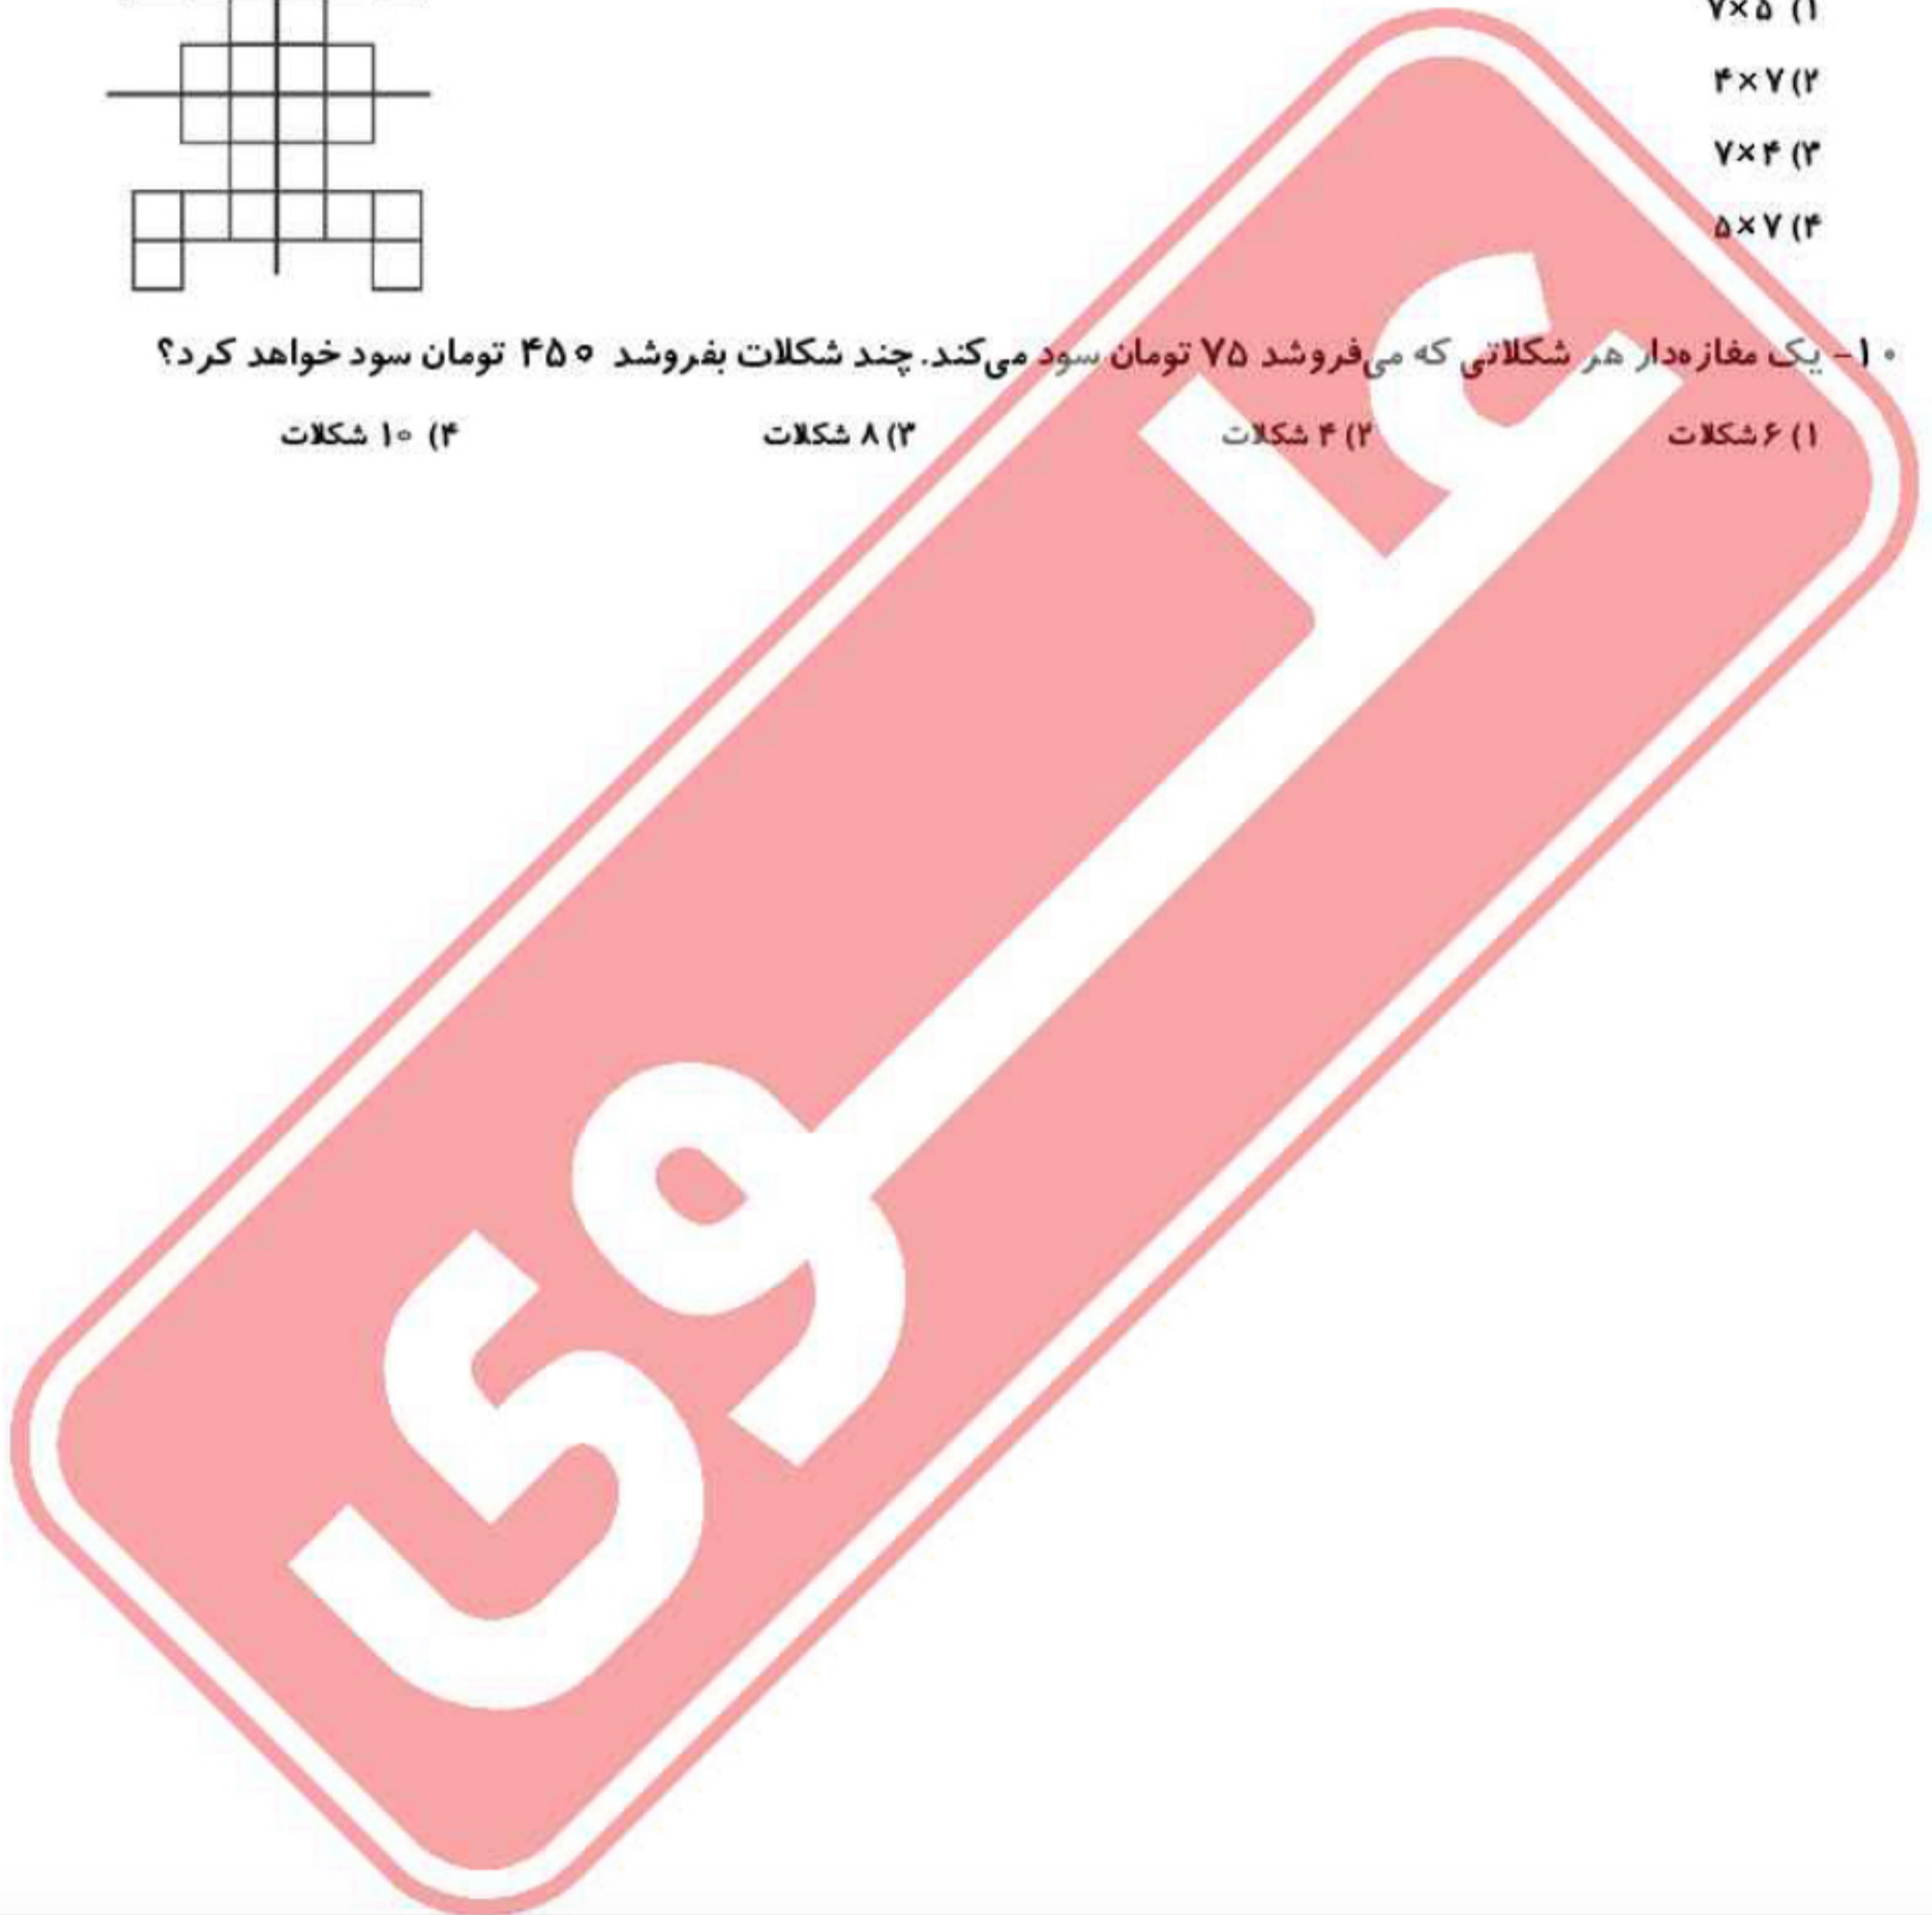 ۱) ۷×۵
۲) ۴×۷
۳) ۷×۴
۴) ۵×۷
۱۰- یک مغازه‌دار هر شکلاتی که می‌فروشد ۷۵ تومان سود می‌کند. چند شکلات بفروشد ۴۵۰ تومان سود خواهد کرد؟
۱) ۶ شکلات ۲) ۴ شکلات ۳) ۸ شکلات ۴) ۱۰ شکلات